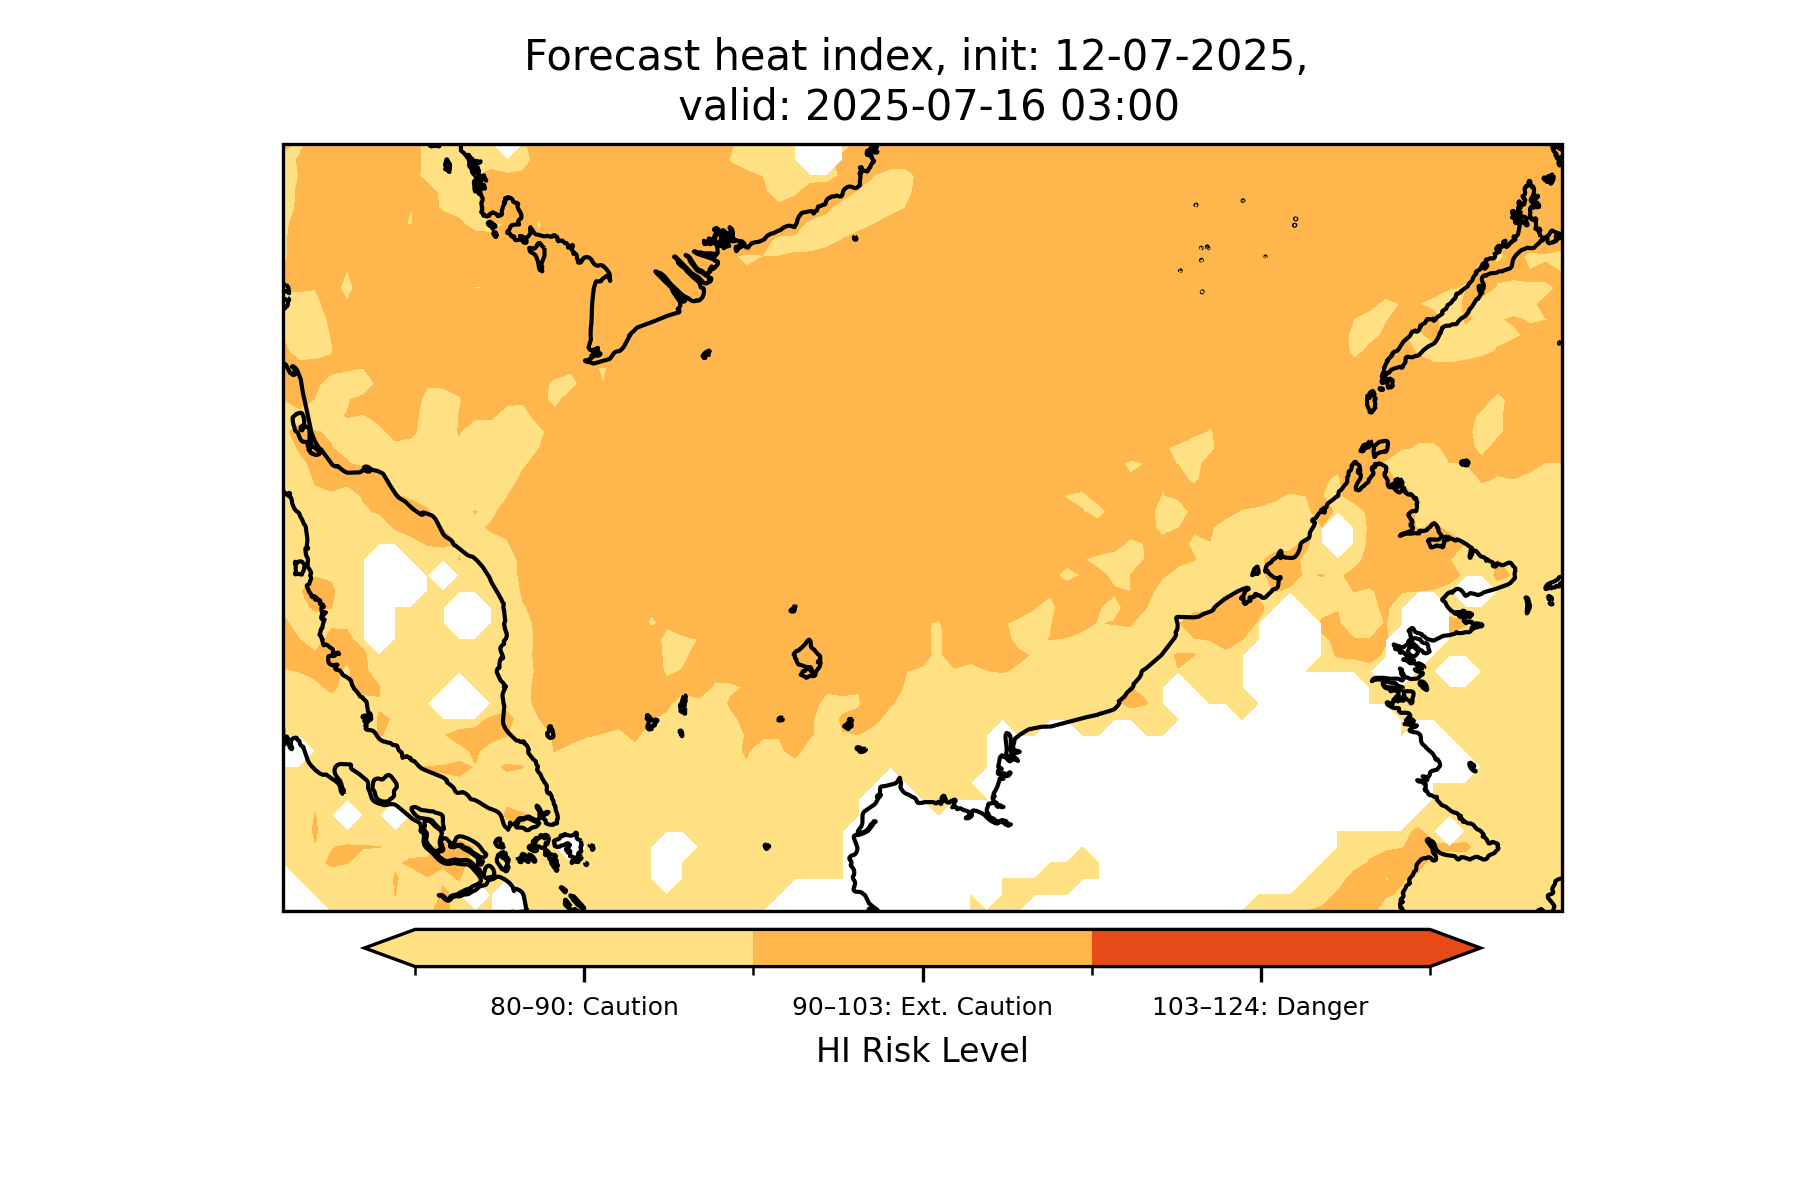 Forecast heat index, init: 12-07-2025,
valid: 2025-07-16 03:00
80–90: Caution
90–103: Ext. Caution
103–124: Danger
HI Risk Level